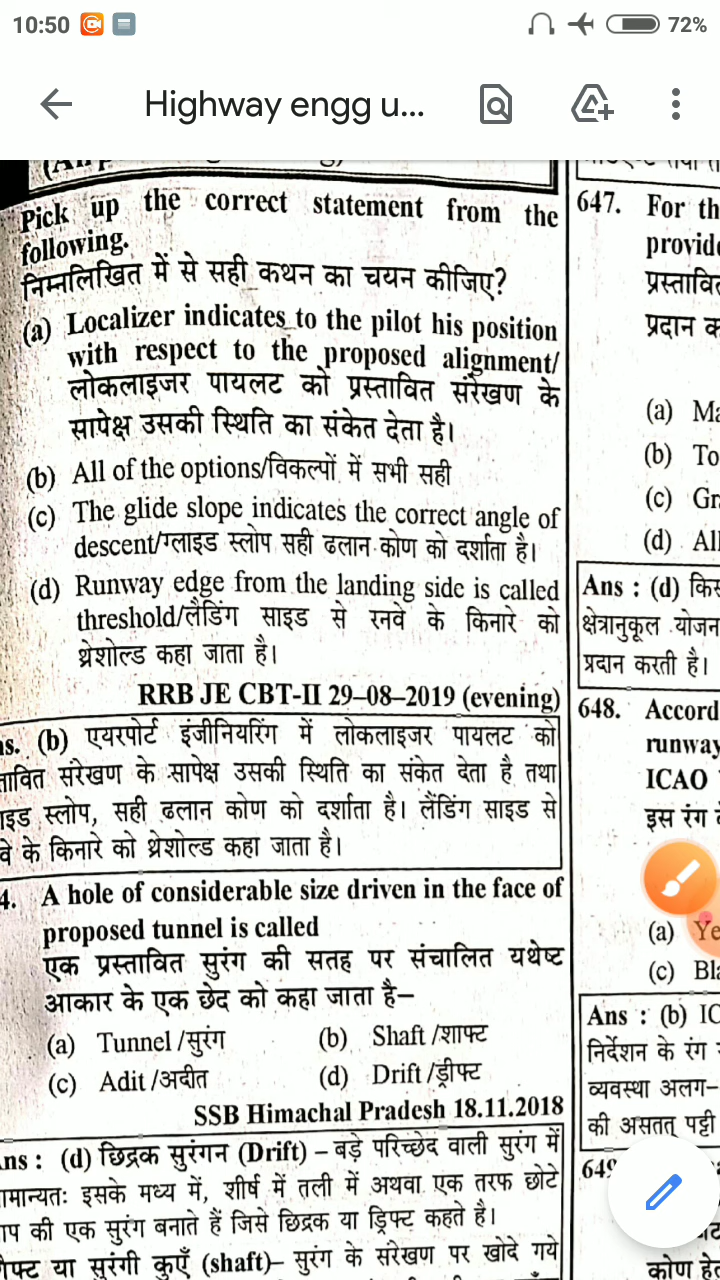 10:50
72%
Highway engg u...
Pick up the correct statement from the
following.
निम्नलिखित में से सही कथन का चयन कीजिए?
(a) Localizer indicates to the pilot his position
with respect to the proposed alignment/
लोकलाइजर पायलट को प्रस्तावित संरेखण के
सापेक्ष उसकी स्थिति का संकेत देता है।
(b) All of the options/विकल्पों में सभी सही
(c) The glide slope indicates the correct angle of
descent/ग्लाइड स्लोप सही ढलान कोण को दर्शाता है।
(d) Runway edge from the landing side is called
threshold/लैडिंग साइड से रनवे के किनारे को
थ्रेशोल्ड कहा जाता है।
RRB JE CBT-II 29-08-2019 (evening)
ns. (b) एयरपोर्ट इंजीनियरिंग में लोकलाइजर पायलट को
तावित संरेखण के सापेक्ष उसकी स्थिति का संकेत देता है तथा
ाइड स्लोप, सही ढलान कोण को दर्शाता है। लैंडिंग साइड से
वे के किनारे को थ्रेशोल्ड कहा जाता है।
4. A hole of considerable size driven in the face of
proposed tunnel is called
एक प्रस्तावित सुरंग की सतह पर संचालित यथेष्ट
आकार के एक छेद को कहा जाता है–
(a) Tunnel /सुरंग (b) Shaft /शाफ्ट
(c) Adit /अदीत (d) Drift /ड्रीफ्ट
SSB Himachal Pradesh 18.11.2018
ns : (d) छिद्रक सुरंगन (Drift) – बड़े परिच्छेद वाली सुरंग में
ामान्यतः इसके मध्य में, शीर्ष में तली में अथवा एक तरफ छोटे
ाप की एक सुरंग बनाते हैं जिसे छिद्रक या ड्रिफ्ट कहते है।
ाफ्ट या सुरंगी कुएँ (shaft)– सुरंग के संरेखण पर खोदे गये
647. For th
provide
प्रस्तावित
प्रदान क
(a) Ma
(b) To
(c) Gr
(d) All
Ans : (d) किस
क्षेत्रानुकूल योजन
प्रदान करती है।
648. Accord
runway
ICAO
इस रंग
(a) Ye
(c) Bla
Ans : (b) IC
निर्देशन के रंग
व्यवस्था अलग–
की असतत् पट्टी
649
कोण हे